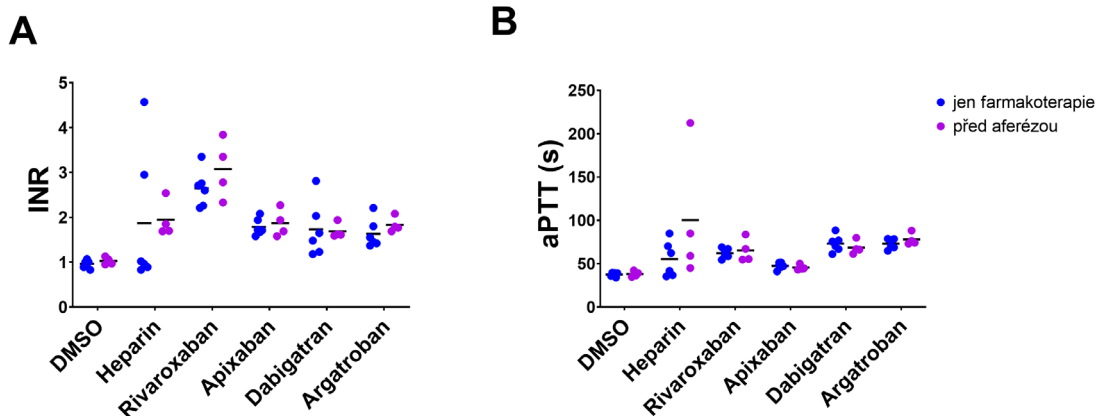 A
INR
5
4
3
2
1
0
DMSO
Heparin
Rivaroxaban
Apixaban
Dabigatran
Argatroban
B
aPTT (s)
250
200
150
100
50
0
DMSO
Heparin
Rivaroxaban
Apixaban
Dabigatran
Argatroban
jen farmakoterapie
před aferézou